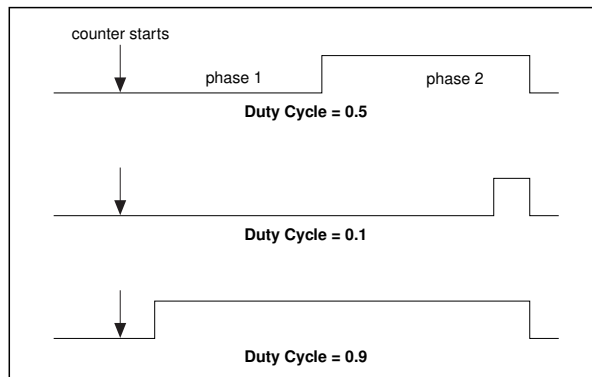 counter starts
phase 1
phase 2
Duty Cycle = 0.5
Duty Cycle = 0.1
Duty Cycle = 0.9